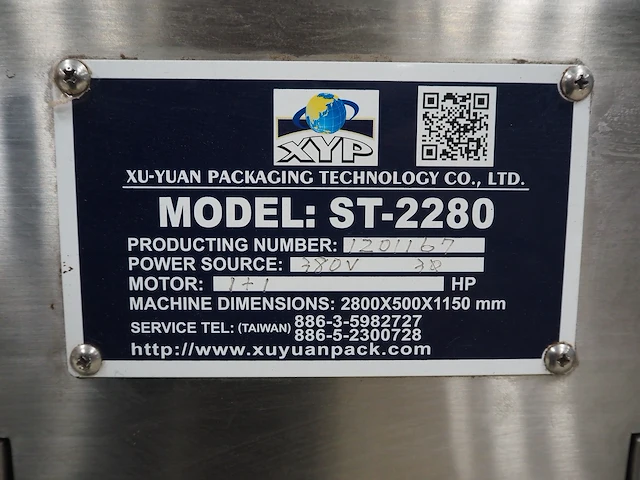 XYP
XU-YUAN PACKAGING TECHNOLOGY CO., LTD.
MODEL: ST-2280
PRODUCTING NUMBER: 1201167
POWER SOURCE: 380V 3Ø
MOTOR: 1+1 HP
MACHINE DIMENSIONS: 2800X500X1150 mm
SERVICE TEL: (TAIWAN) 886-3-5982727
886-5-2300728
http://www.xuyuanpack.com